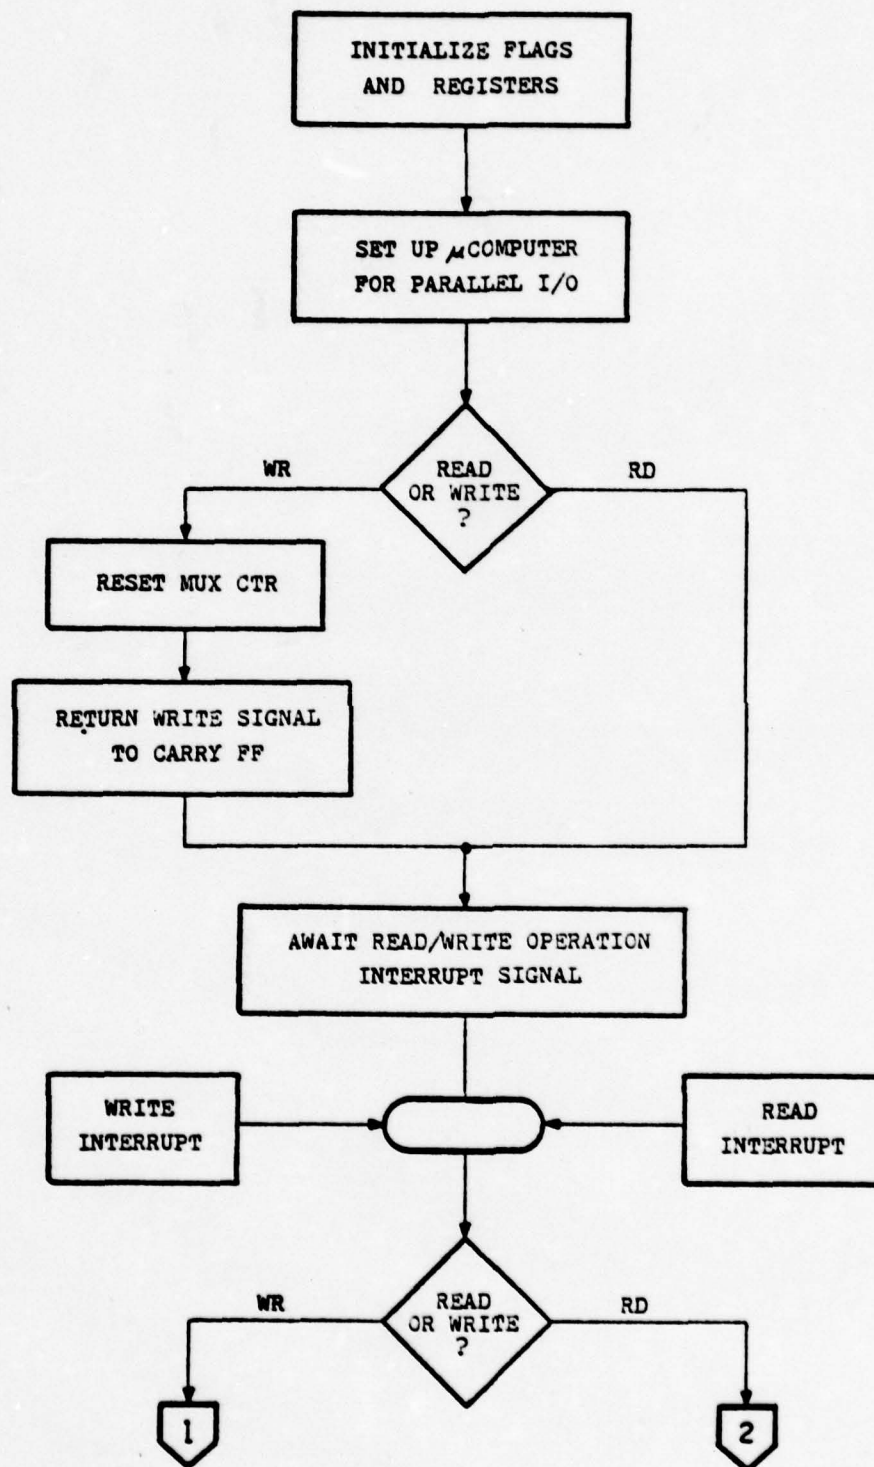 INITIALIZE FLAGS
AND REGISTERS
SET UP μCOMPUTER
FOR PARALLEL I/O
WR
READ
OR WRITE
?
RD
RESET MUX CTR
RETURN WRITE SIGNAL
TO CARRY FF
AWAIT READ/WRITE OPERATION
INTERRUPT SIGNAL
WRITE
INTERRUPT
READ
INTERRUPT
WR
READ
OR WRITE
?
RD
1
2